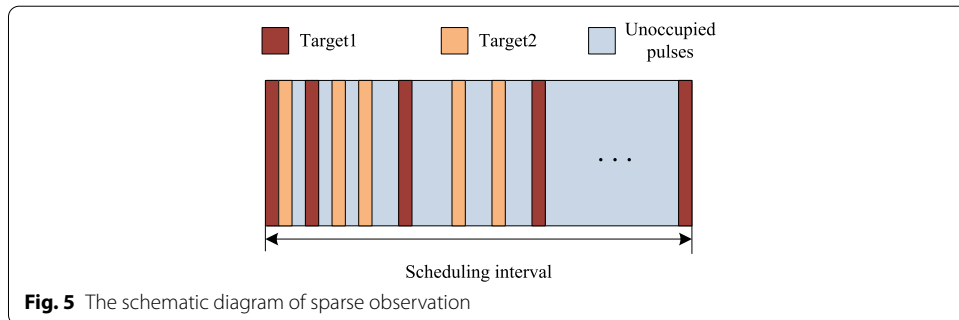 Target1
Target2
Unoccupied
pulses
. . .
Scheduling interval
Fig. 5 The schematic diagram of sparse observation